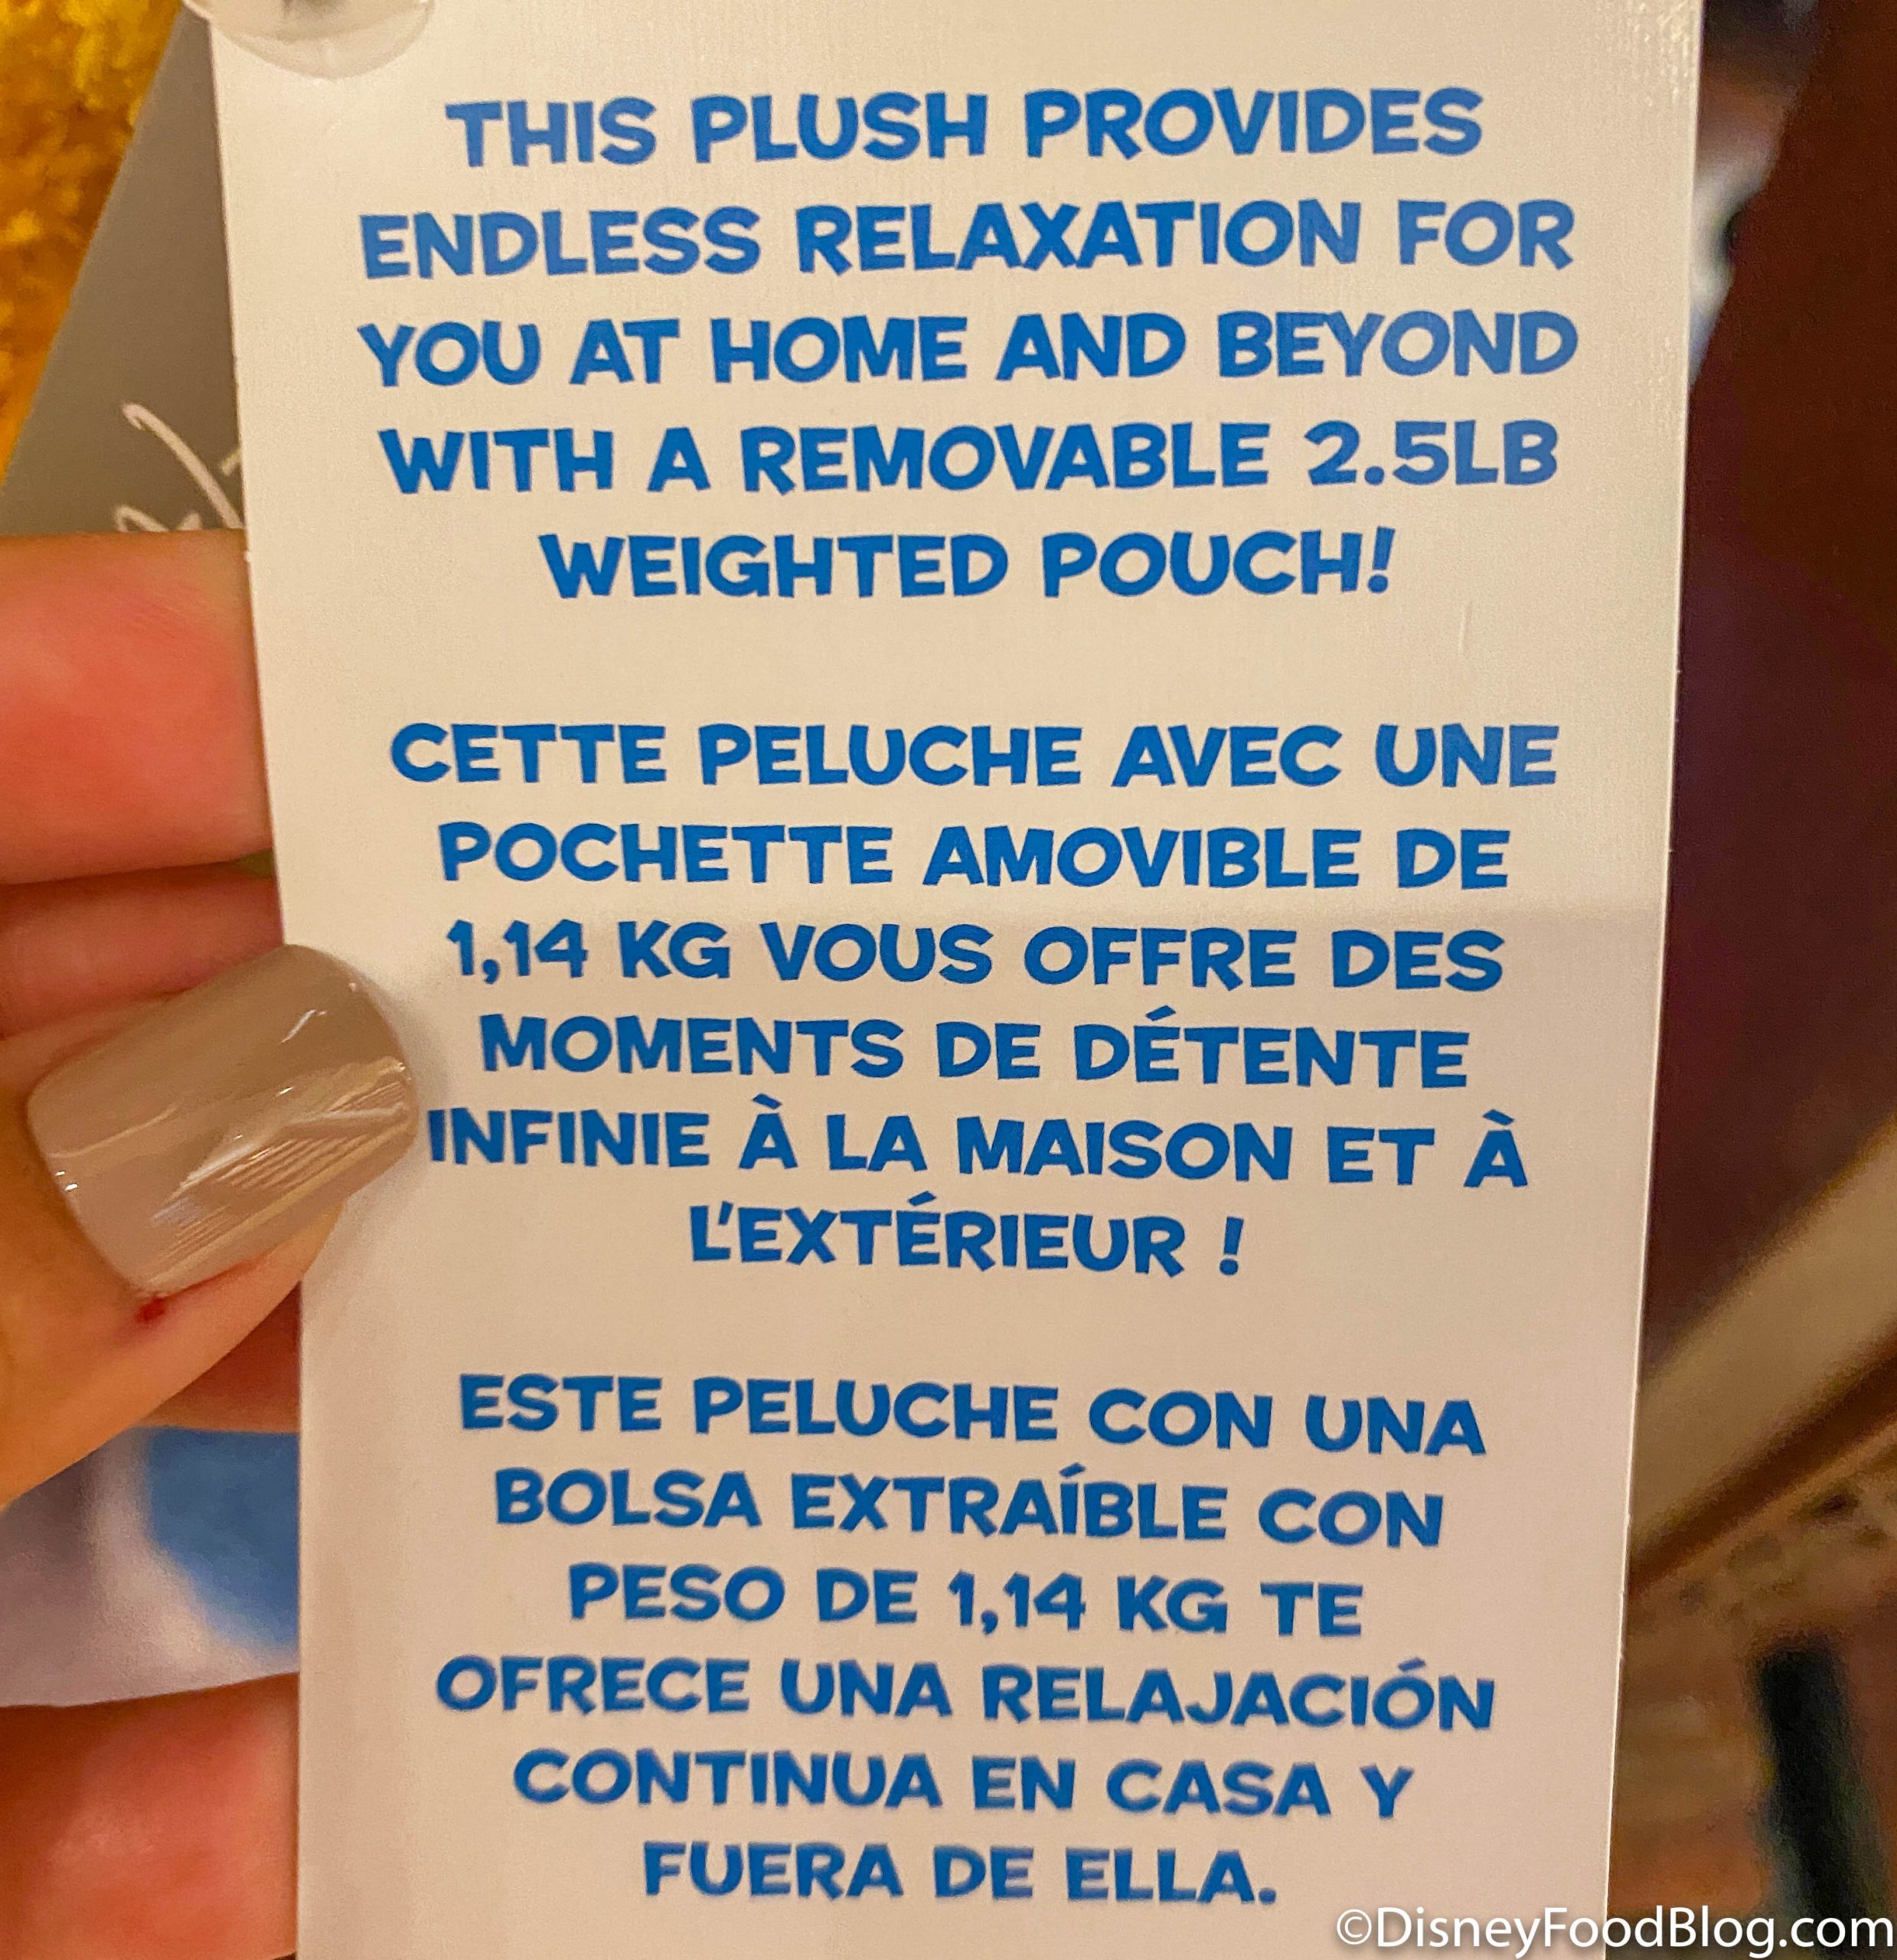 THIS PLUSH PROVIDES
ENDLESS RELAXATION FOR
YOU AT HOME AND BEYOND
WITH A REMOVABLE 2.5LB
WEIGHTED POUCH!
CETTE PELUCHE AVEC UNE
POCHETTE AMOVIBLE DE
1,14 KG VOUS OFFRE DES
MOMENTS DE DÉTENTE
INFINIE À LA MAISON ET À
L'EXTÉRIEUR !
ESTE PELUCHE CON UNA
BOLSA EXTRAÍBLE CON
PESO DE 1,14 KG TE
OFRECE UNA RELAJACIÓN
CONTINUA EN CASA Y
FUERA DE ELLA.
©DisneyFoodBlog.com